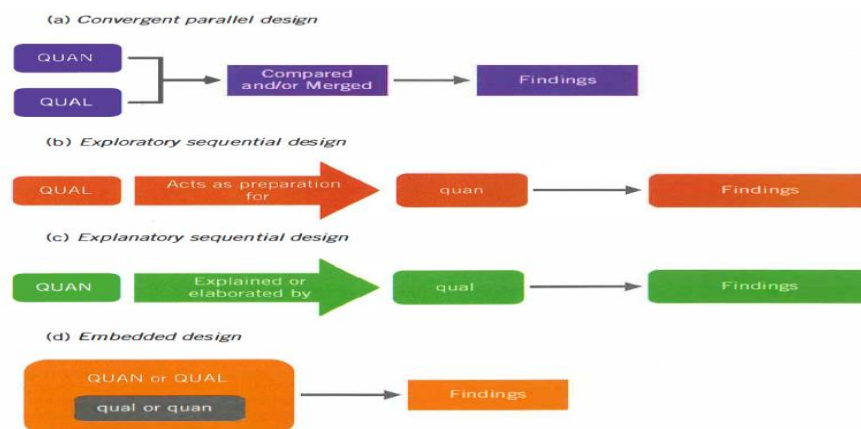 (a) Convergent parallel design
QUAN
QUAL
Compared
and/or Merged
Findings
(b) Exploratory sequential design
QUAL
Acts as preparation
for
quan
Findings
(c) Explanatory sequential design
QUAN
Explained or
elaborated by
qual
Findings
(d) Embedded design
QUAN or QUAL
qual or quan
Findings